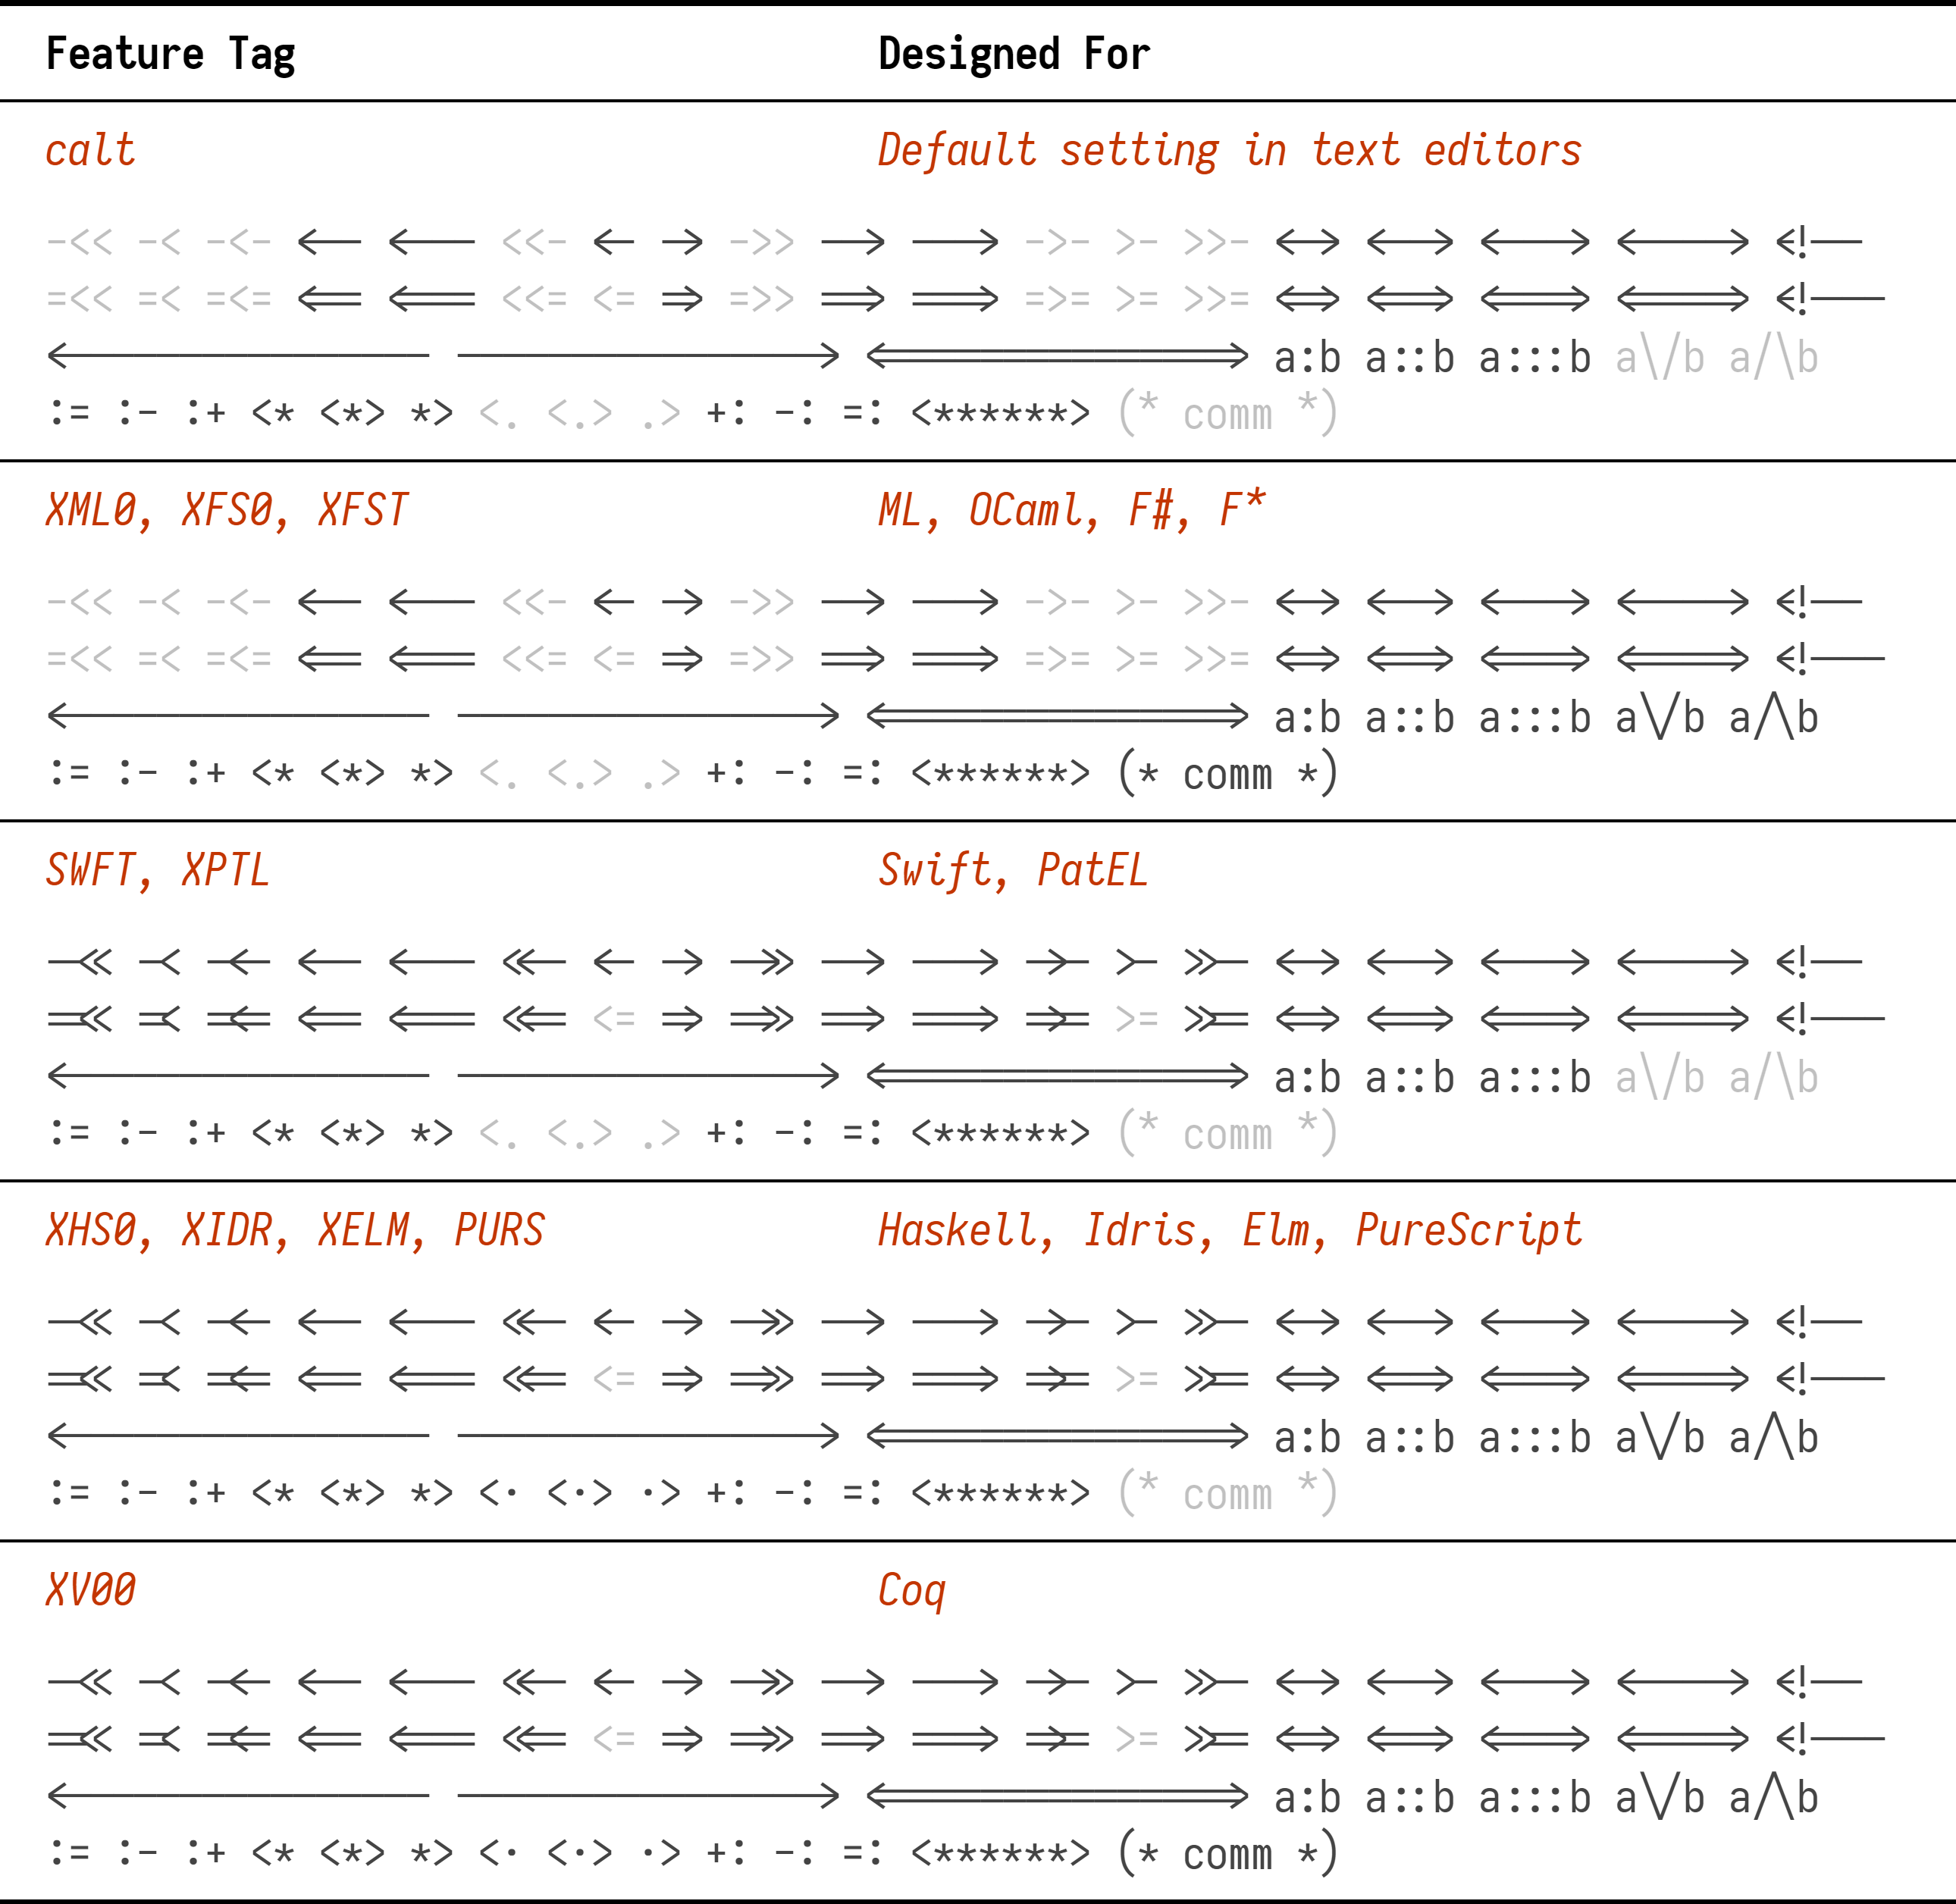 Feature Tag Designed For
calt Default setting in text editors
-<< -< -<- <-- <--- <<- <- -> ->> --> ---> ->- >- >>- <-> <--> <---> <----> <!--
=<< =< =<= <== <=== <<= <= => =>> ==> ===> =>= >= >>= <=> <==> <===> <====> <!---
<---------------- ----------------> <===============> a:b a::b a:::b a\/b a/\b
:= :- :+ <* <*> *> <. <.> .> +: -: =: <******> (* comm *)
XML0, XFS0, XFST ML, OCaml, F#, F*
-<< -< -<- <-- <--- <<- <- -> ->> --> ---> ->- >- >>- <-> <--> <---> <----> <!--
=<< =< =<= <== <=== <<= <= => =>> ==> ===> =>= >= >>= <=> <==> <===> <====> <!---
<---------------- ----------------> <===============> a:b a::b a:::b a\/b a/\b
:= :- :+ <* <*> *> <. <.> .> +: -: =: <******> (* comm *)
SWFT, XPTL Swift, PatEL
-<< -< -<- <-- <--- <<- <- -> ->> --> ---> ->- >- >>- <-> <--> <---> <----> <!--
=<< =< =<= <== <=== <<= <= => =>> ==> ===> =>= >= >>= <=> <==> <===> <====> <!---
<---------------- ----------------> <===============> a:b a::b a:::b a\/b a/\b
:= :- :+ <* <*> *> <. <.> .> +: -: =: <******> (* comm *)
XHS0, XIDR, XELM, PURS Haskell, Idris, Elm, PureScript
-<< -< -<- <-- <--- <<- <- -> ->> --> ---> ->- >- >>- <-> <--> <---> <----> <!--
=<< =< =<= <== <=== <<= <= => =>> ==> ===> =>= >= >>= <=> <==> <===> <====> <!---
<---------------- ----------------> <===============> a:b a::b a:::b a\/b a/\b
:= :- :+ <* <*> *> <. <.> .> +: -: =: <******> (* comm *)
XV00 Coq
-<< -< -<- <-- <--- <<- <- -> ->> --> ---> ->- >- >>- <-> <--> <---> <----> <!--
=<< =< =<= <== <=== <<= <= => =>> ==> ===> =>= >= >>= <=> <==> <===> <====> <!---
<---------------- ----------------> <===============> a:b a::b a:::b a\/b a/\b
:= :- :+ <* <*> *> <. <.> .> +: -: =: <******> (* comm *)